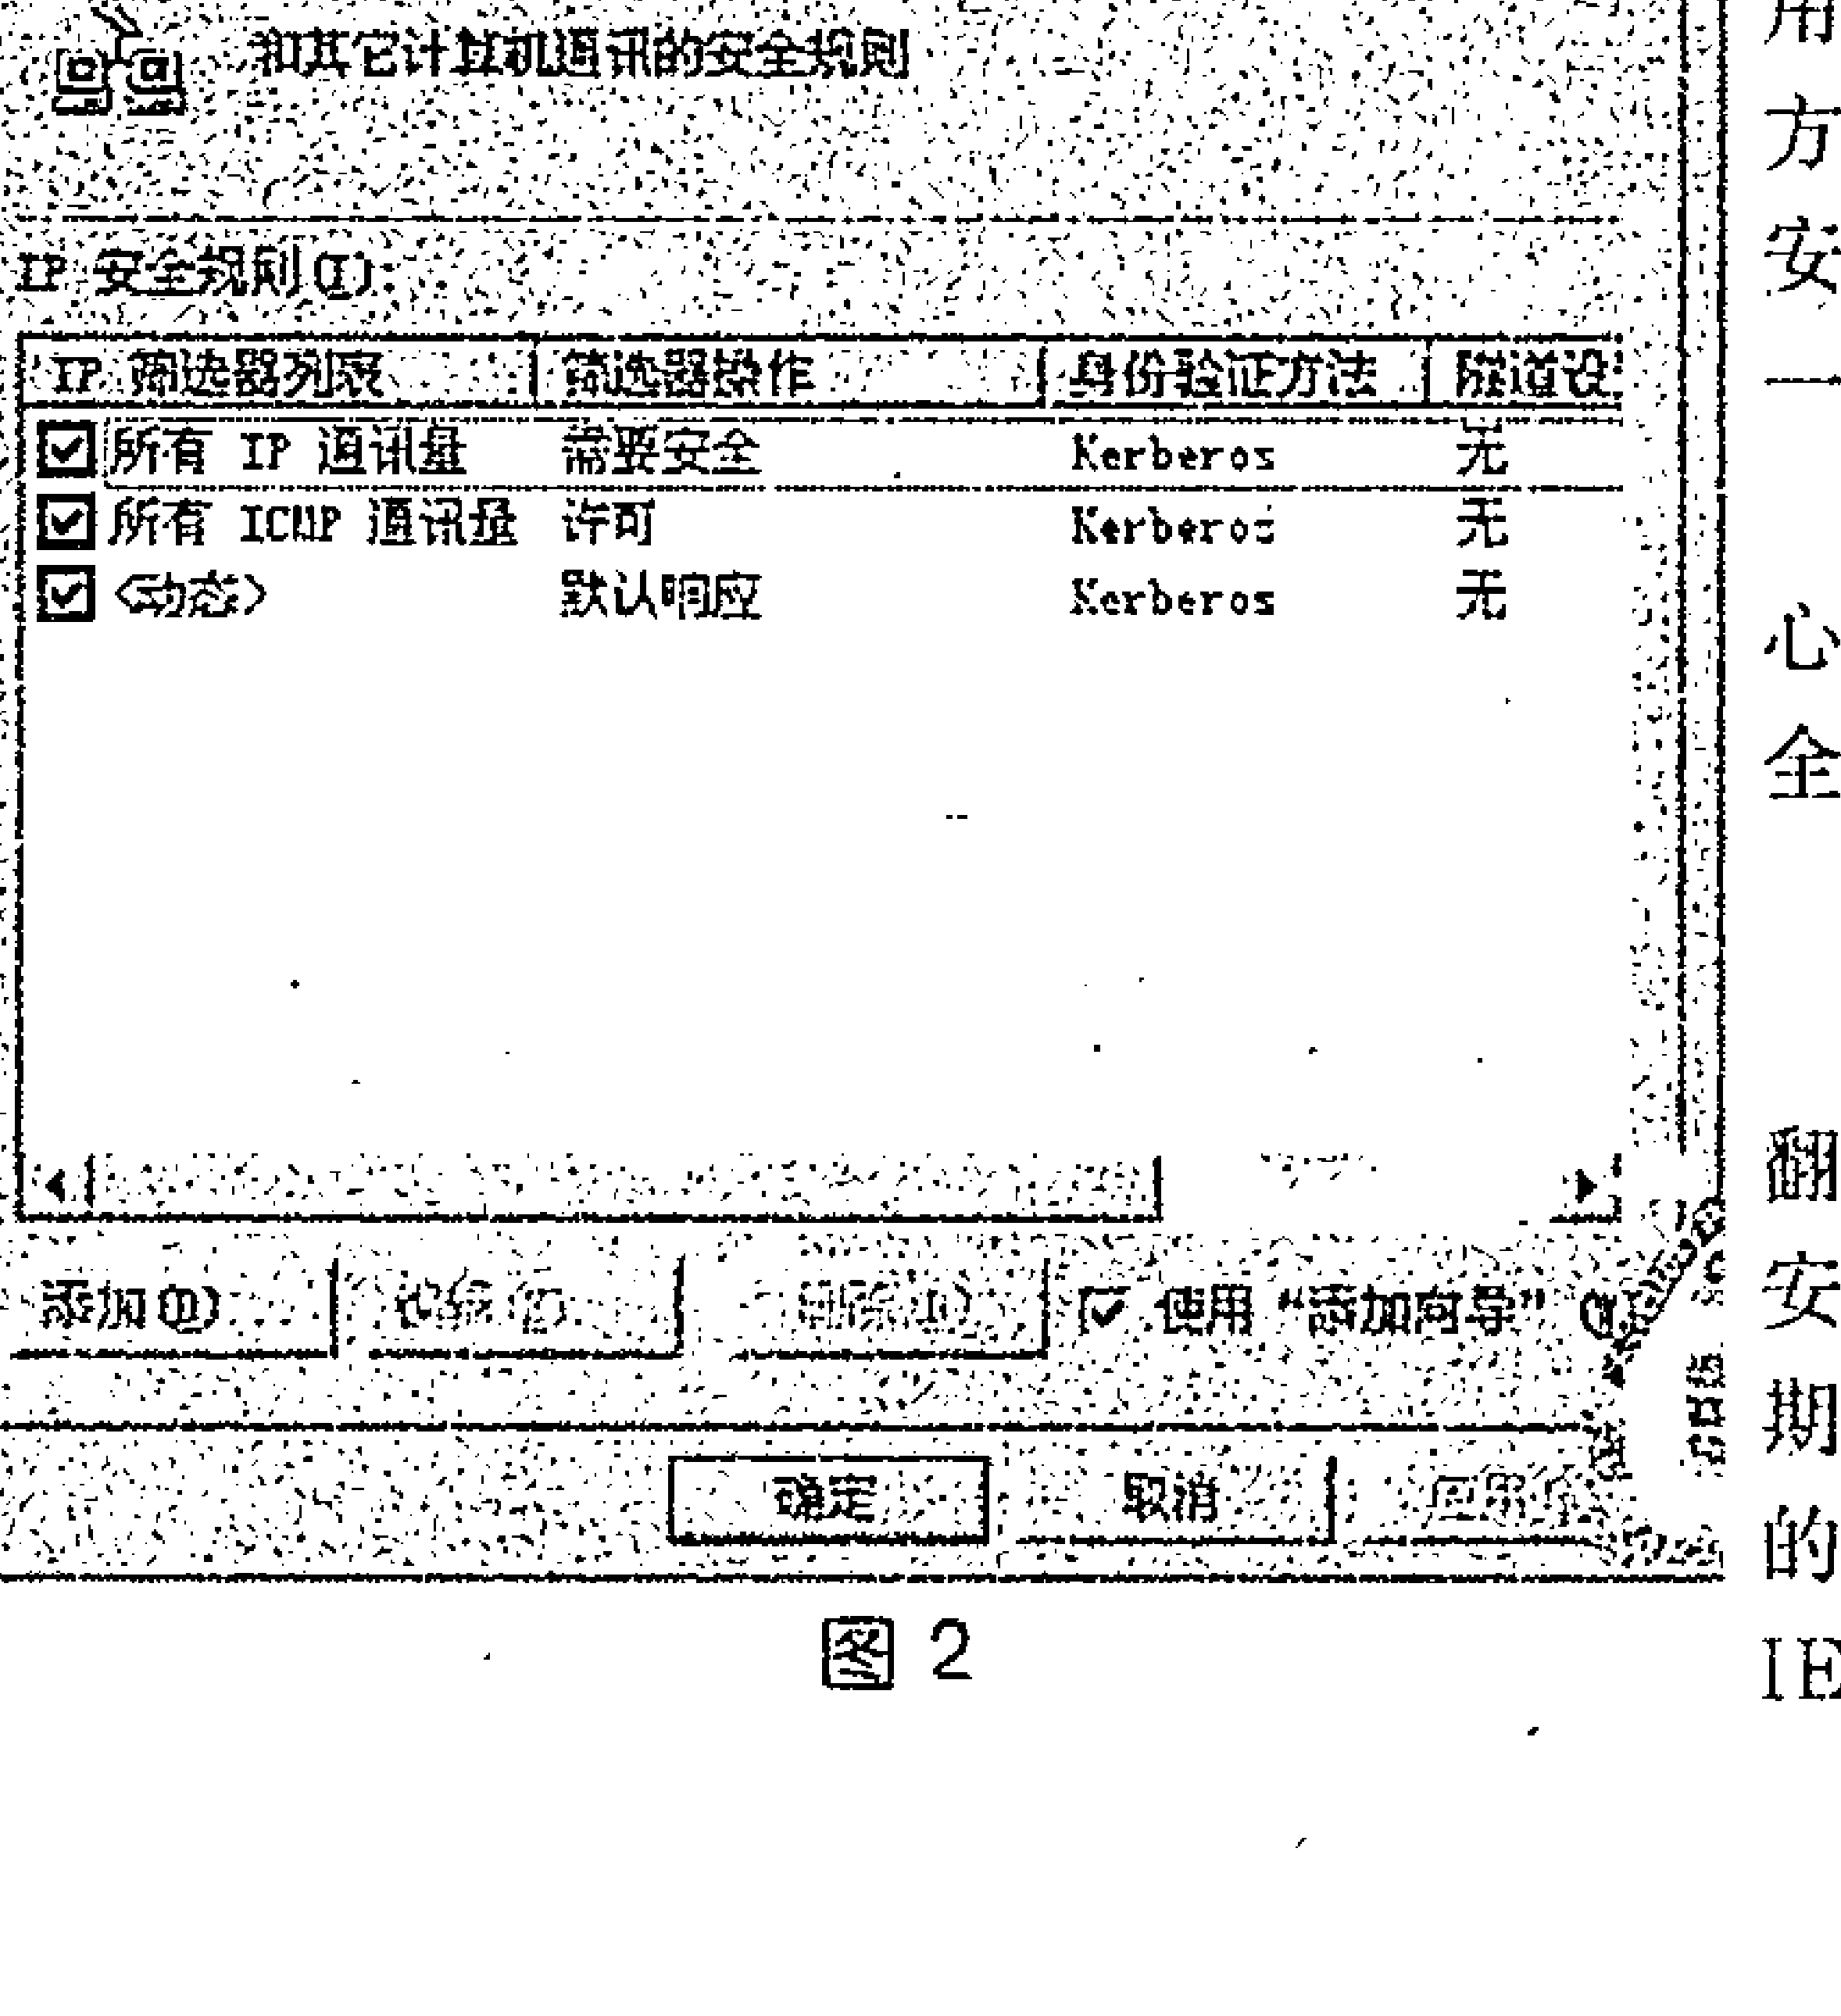 和其它计算机通讯的安全规则
IP 安全规则(I):
IP 筛选器列表 筛选器操作 身份验证方法 隧道设
所有 IP 通讯量 需要安全 Kerberos 无
所有 ICMP 通讯量 许可 Kerberos 无
<动态> 默认响应 Kerberos 无
添加(D) 删除 使用“添加向导”
确定 取消 应用
图 2
用
方
安
一
心
全
翻
安
期
的
IE